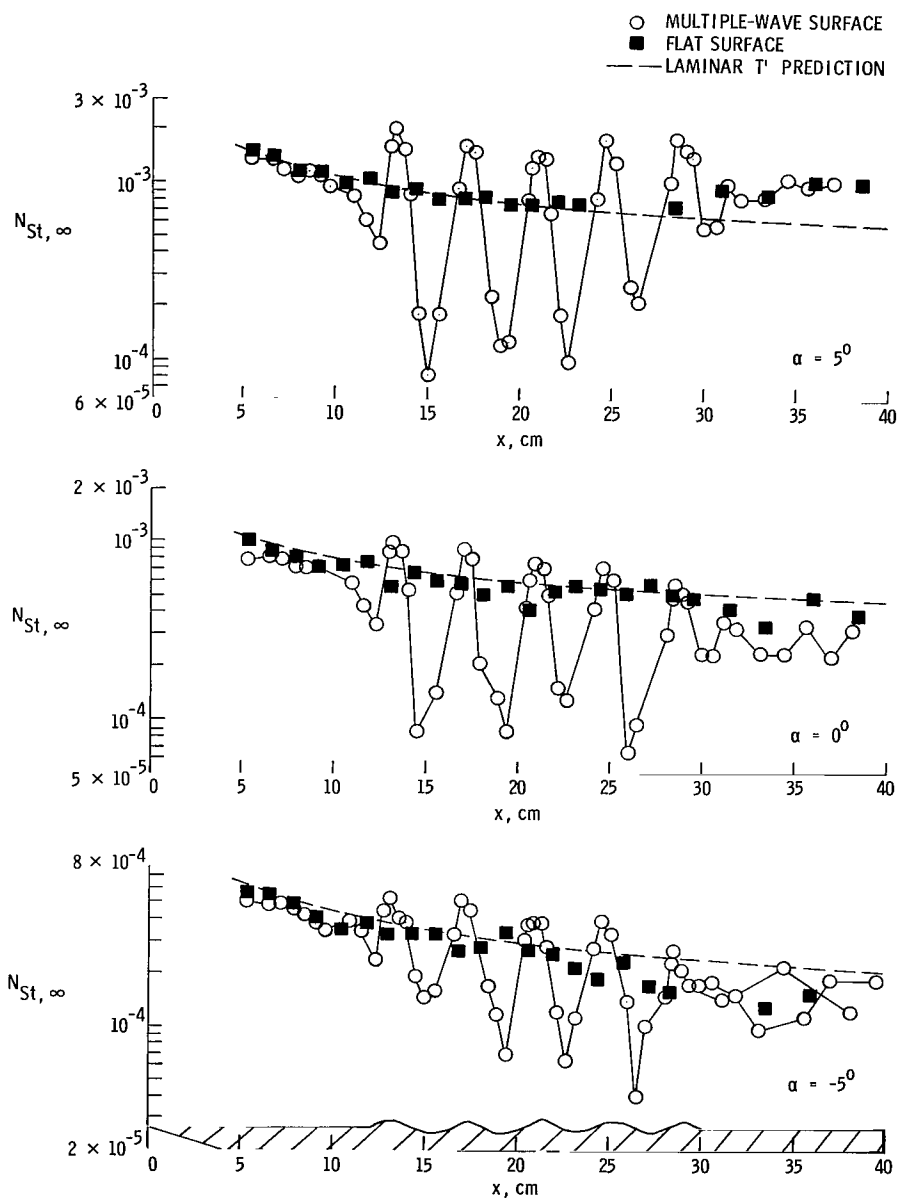 MULTIPLE-WAVE SURFACE
FLAT SURFACE
LAMINAR T' PREDICTION
3 × 10⁻³
10⁻³
N_St, ∞
10⁻⁴
6 × 10⁻⁵
α = 5⁰
0 5 10 15 20 25 30 35 40
x, cm
2 × 10⁻³
10⁻³
N_St, ∞
10⁻⁴
5 × 10⁻⁵
α = 0⁰
0 5 10 15 20 25 30 35 40
x, cm
8 × 10⁻⁴
N_St, ∞
10⁻⁴
α = -5⁰
2 × 10⁻⁵
0 5 10 15 20 25 30 35 40
x, cm